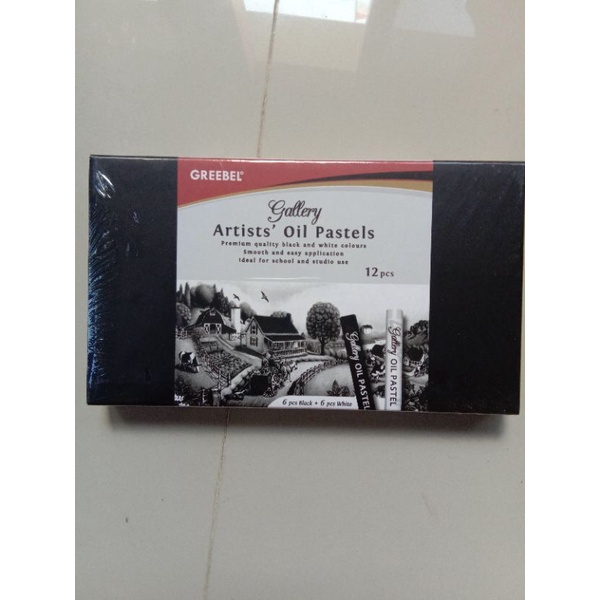 GREEBEL®
Gallery
Artists' Oil Pastels
Premium quality black and white colours
Smooth and easy application
Ideal for school and studio use
12 pcs
Gallery OIL PASTEL
Gallery OIL PASTEL
6 pcs Black + 6 pcs White